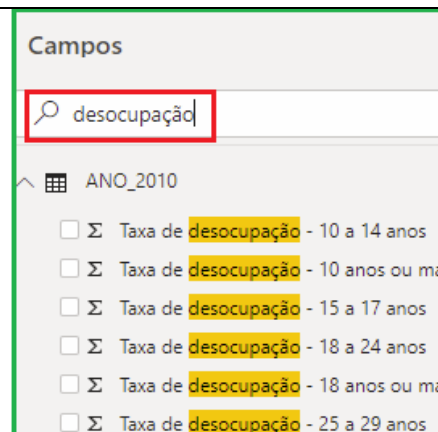 Campos
desocupação
ANO_2010
Σ Taxa de desocupação - 10 a 14 anos
Σ Taxa de desocupação - 10 anos ou
Σ Taxa de desocupação - 15 a 17 anos
Σ Taxa de desocupação - 18 a 24 anos
Σ Taxa de desocupação - 18 anos ou
Σ Taxa de desocupação - 25 a 29 anos